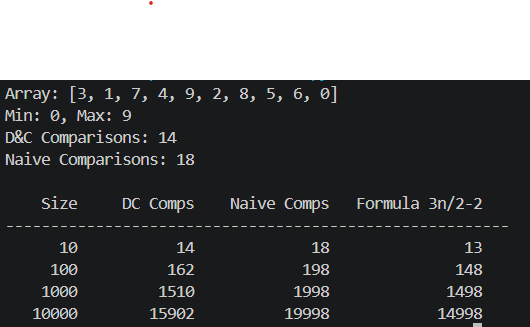 Array: [3, 1, 7, 4, 9, 2, 8, 5, 6, 0]
Min: 0, Max: 9
D&C Comparisons: 14
Naive Comparisons: 18
Size DC Comps Naive Comps Formula 3n/2-2
--------------------------------------------------------
10 14 18 13
100 162 198 148
1000 1510 1998 1498
10000 15902 19998 14998